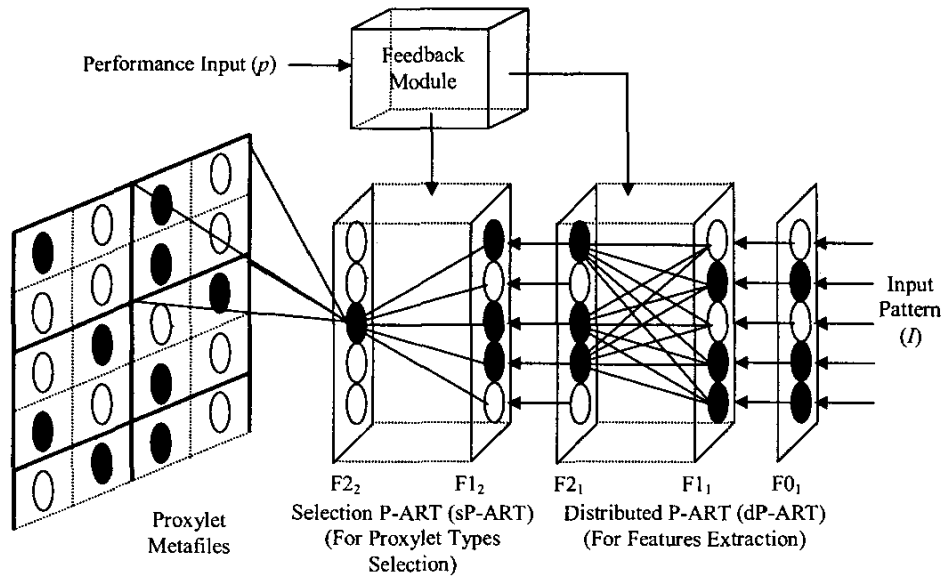 Performance Input (p)
Feedback
Module
Input
Pattern
(I)
F2₂
F1₂
F2₁
F1₁
F0₁
Proxylet
Metafiles
Selection P-ART (sP-ART)
(For Proxylet Types
Selection)
Distributed P-ART (dP-ART)
(For Features Extraction)